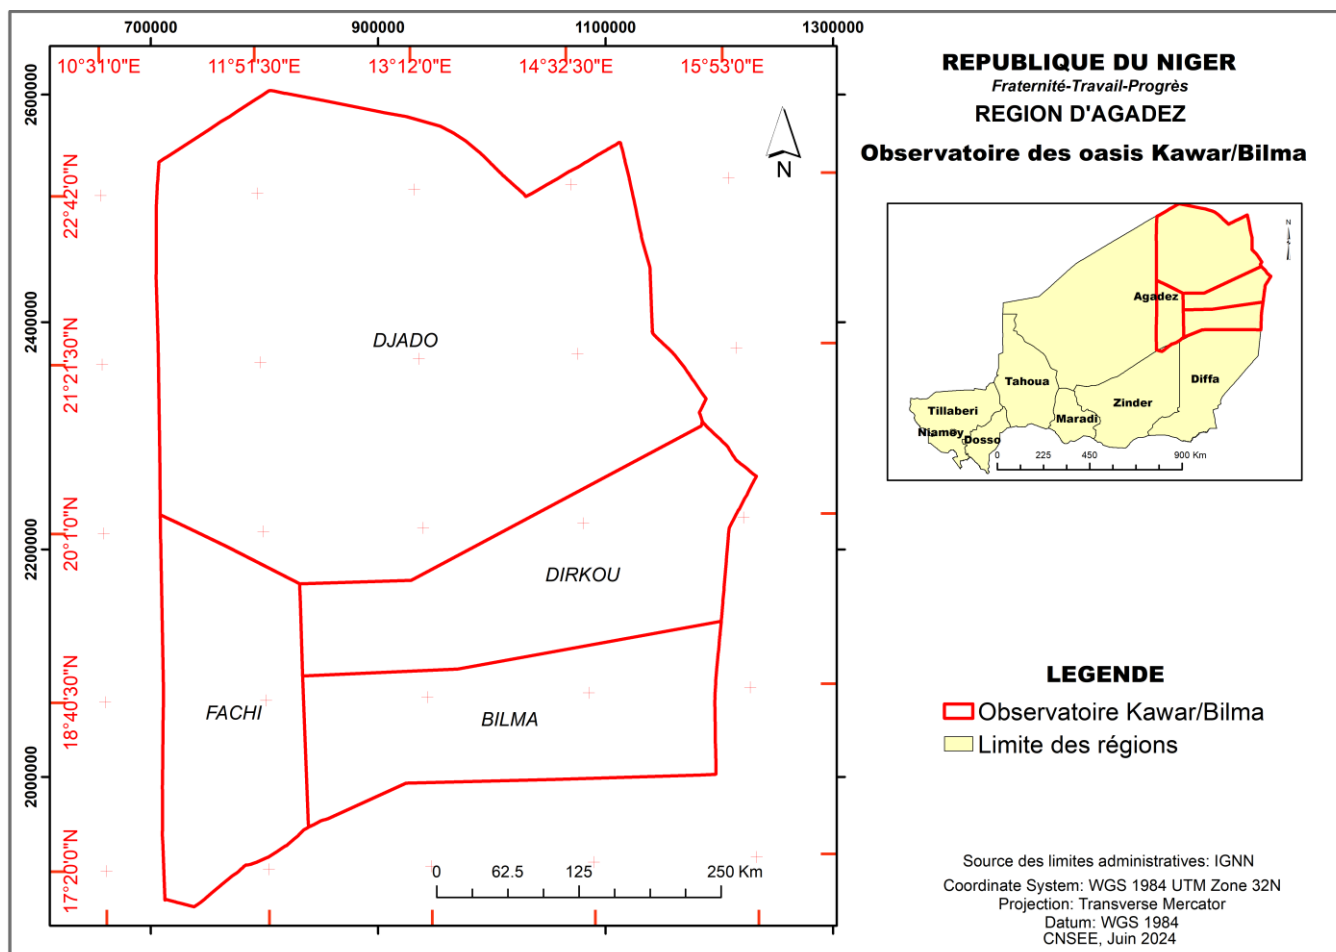 700000
900000
1100000
1300000
10°31'0"E
11°51'30"E
13°12'0"E
14°32'30"E
15°53'0"E
2600000
2400000
2200000
2000000
22°42'0"N
21°21'30"N
20°1'0"N
18°40'30"N
17°20'0"N
N
DJADO
DIRKOU
FACHI
BILMA
0 62.5 125 250 Km
REPUBLIQUE DU NIGER
Fraternité-Travail-Progrès
REGION D'AGADEZ
Observatoire des oasis Kawar/Bilma
N
Agadez
Tahoua
Diffa
Zinder
Tillaberi
Maradi
Niamey
Dosso
0 225 450 900 Km
LEGENDE
Observatoire Kawar/Bilma
Limite des régions
Source des limites administratives: IGNN
Coordinate System: WGS 1984 UTM Zone 32N
Projection: Transverse Mercator
Datum: WGS 1984
CNSEE, Juin 2024